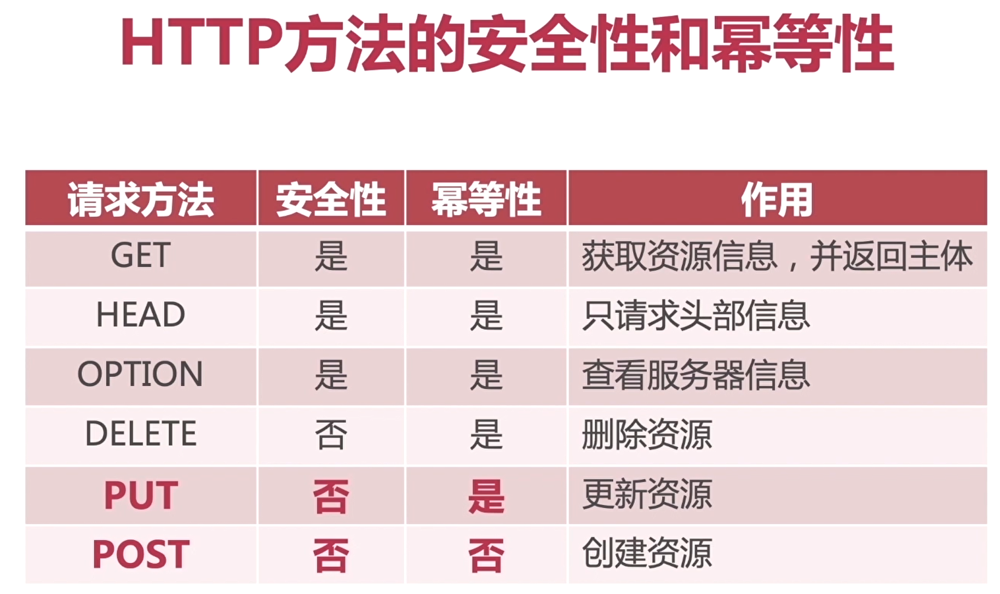 HTTP方法的安全性和幂等性
请求方法 安全性 幂等性 作用
GET 是 是 获取资源信息，并返回主体
HEAD 是 是 只请求头部信息
OPTION 是 是 查看服务器信息
DELETE 否 是 删除资源
PUT 否 是 更新资源
POST 否 否 创建资源